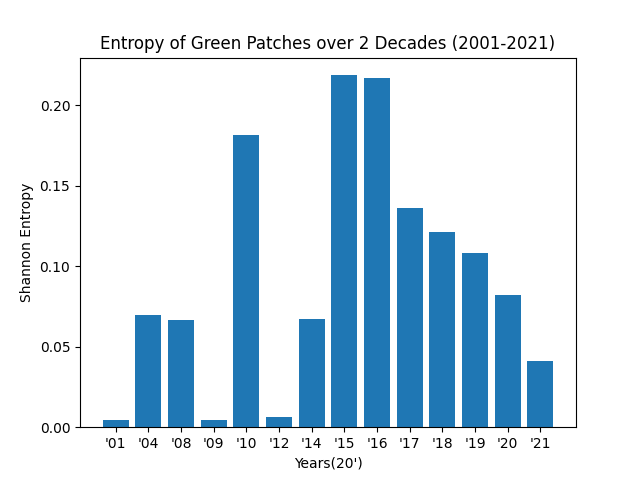 Entropy of Green Patches over 2 Decades (2001-2021)
Shannon Entropy
0.20
0.15
0.10
0.05
0.00
'01 '04 '08 '09 '10 '12 '14 '15 '16 '17 '18 '19 '20 '21
Years(20')